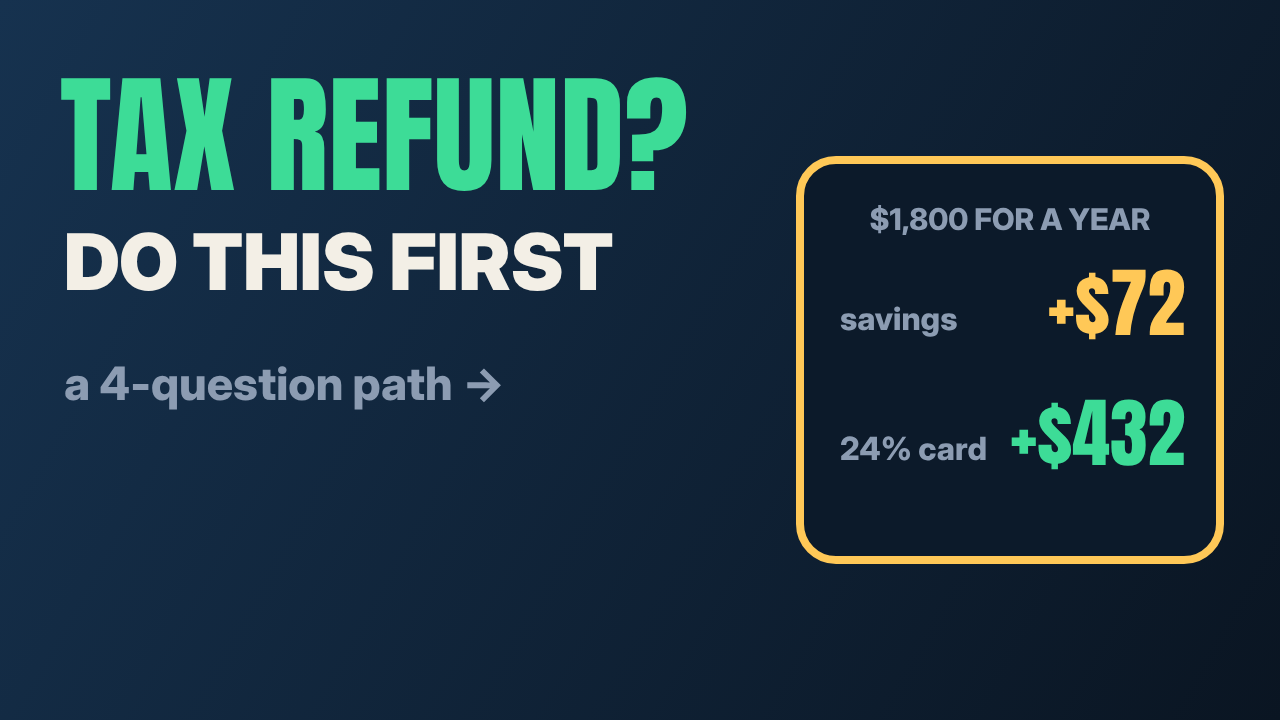 TAX REFUND?
DO THIS FIRST
a 4-question path →
$1,800 FOR A YEAR
savings +$72
24% card +$432